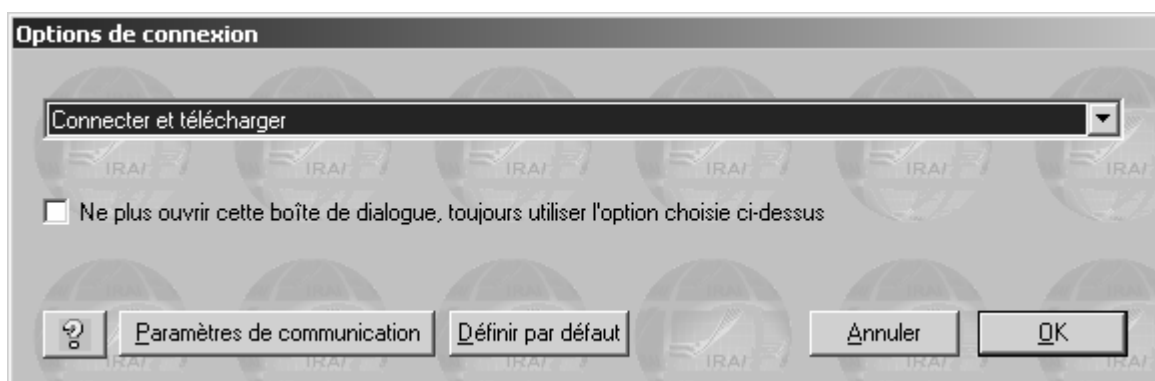 Options de connexion
Connecter et télécharger
Ne plus ouvrir cette boîte de dialogue, toujours utiliser l'option choisie ci-dessus
Paramètres de communication Définir par défaut Annuler OK